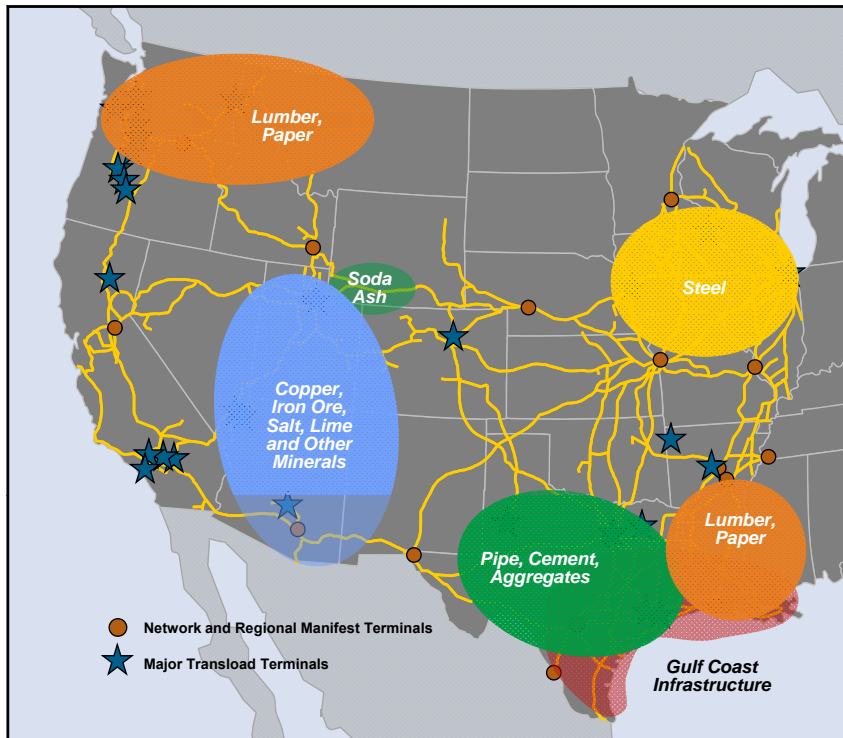 Lumber,
Paper
Soda
Ash
Steel
Copper,
Iron Ore,
Salt, Lime
and Other
Minerals
Lumber,
Paper
Pipe, Cement,
Aggregates
Network and Regional Manifest Terminals
Major Transload Terminals
Gulf Coast
Infrastructure